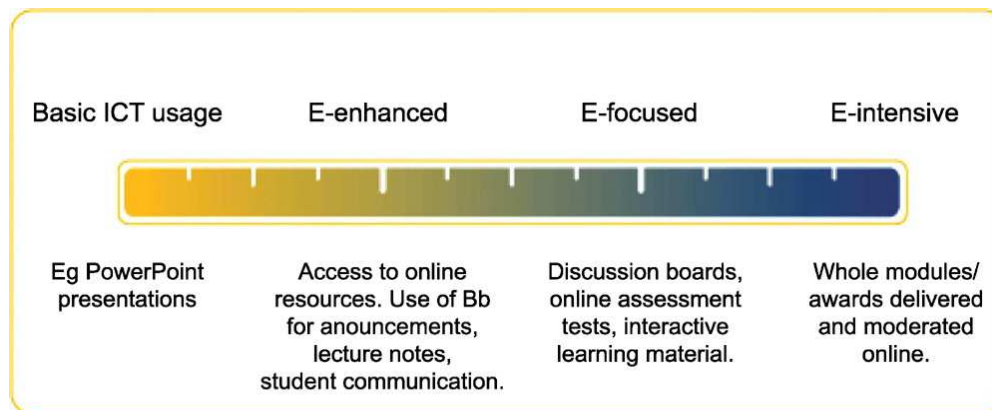 Basic ICT usage
E-enhanced
E-focused
E-intensive
Eg PowerPoint
presentations
Access to online
resources. Use of Bb
for anouncements,
lecture notes,
student communication.
Discussion boards,
online assessment
tests, interactive
learning material.
Whole modules/
awards delivered
and moderated
online.